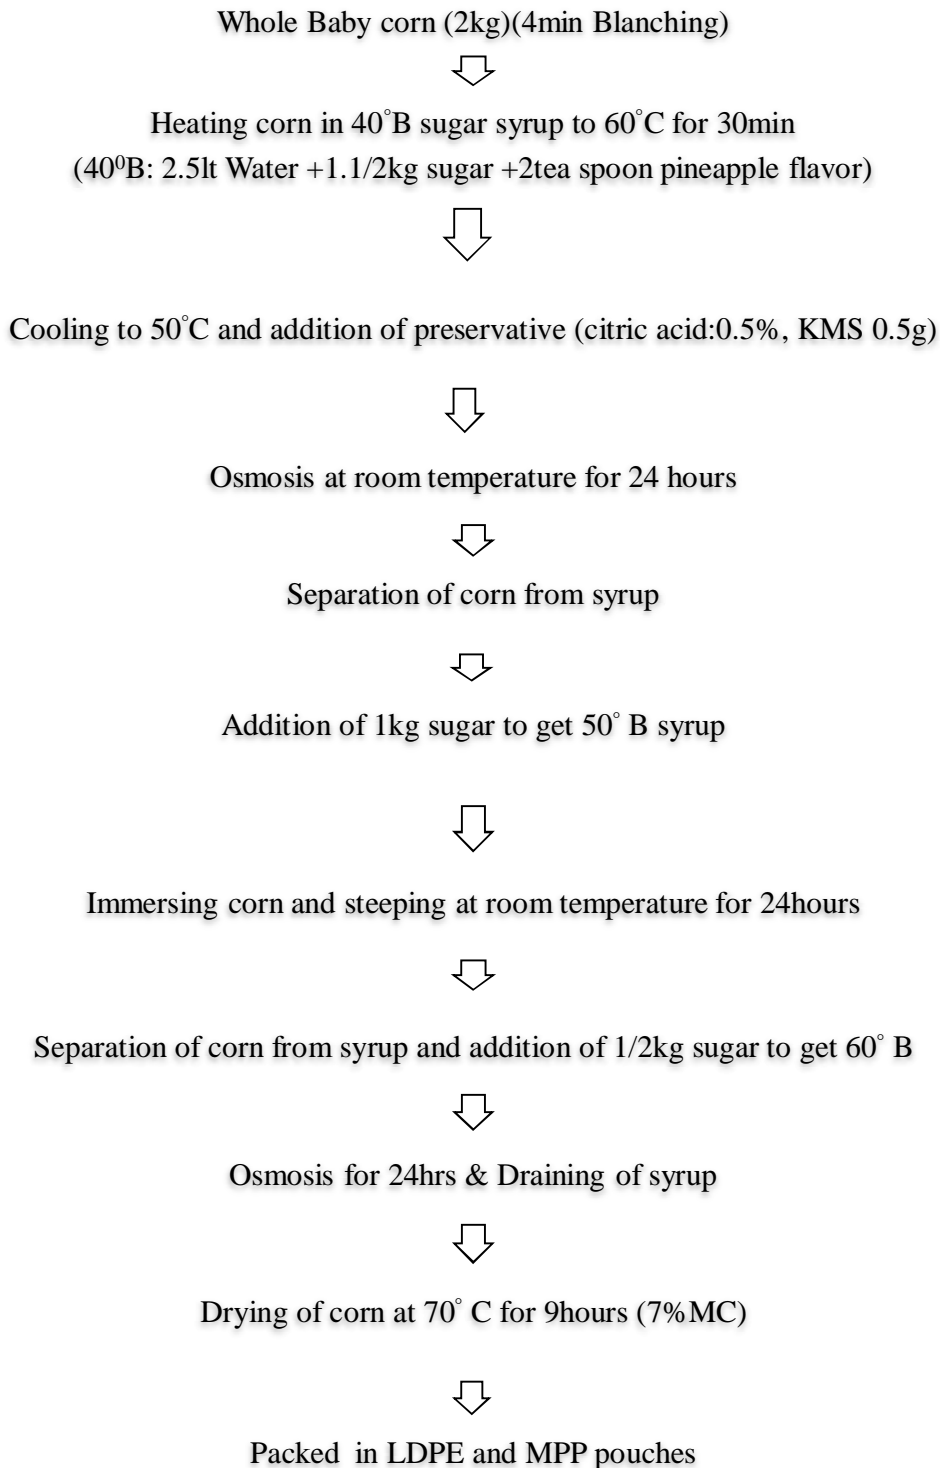 Whole Baby corn (2kg)(4min Blanching)
Heating corn in 40°B sugar syrup to 60°C for 30min
(40⁰B: 2.5lt Water +1.1/2kg sugar +2tea spoon pineapple flavor)
Cooling to 50°C and addition of preservative (citric acid:0.5%, KMS 0.5g)
Osmosis at room temperature for 24 hours
Separation of corn from syrup
Addition of 1kg sugar to get 50° B syrup
Immersing corn and steeping at room temperature for 24hours
Separation of corn from syrup and addition of 1/2kg sugar to get 60° B
Osmosis for 24hrs & Draining of syrup
Drying of corn at 70° C for 9hours (7%MC)
Packed in LDPE and MPP pouches